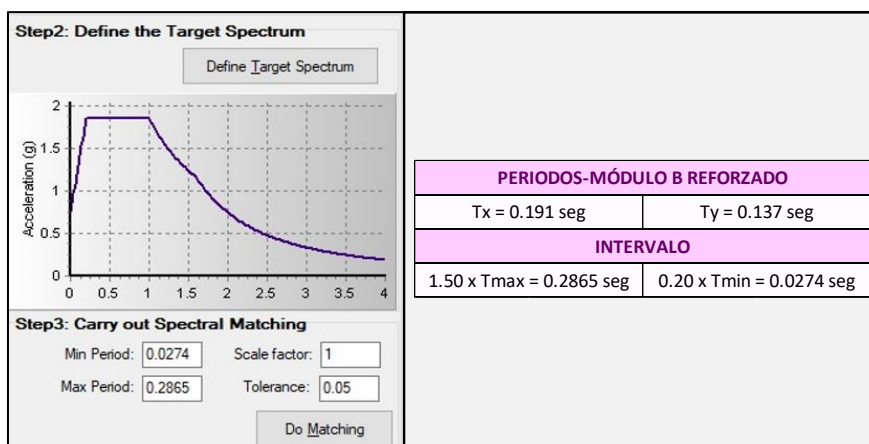 Step2: Define the Target Spectrum
Define Target Spectrum
Acceleration (g)
2
1.5
1
0.5
0
0 0.5 1 1.5 2 2.5 3 3.5 4
Step3: Carry out Spectral Matching
Min Period: 0.0274 Scale factor: 1
Max Period: 0.2865 Tolerance: 0.05
Do Matching
PERIODOS-MÓDULO B REFORZADO
Tx = 0.191 seg Ty = 0.137 seg
INTERVALO
1.50 x Tmax = 0.2865 seg 0.20 x Tmin = 0.0274 seg